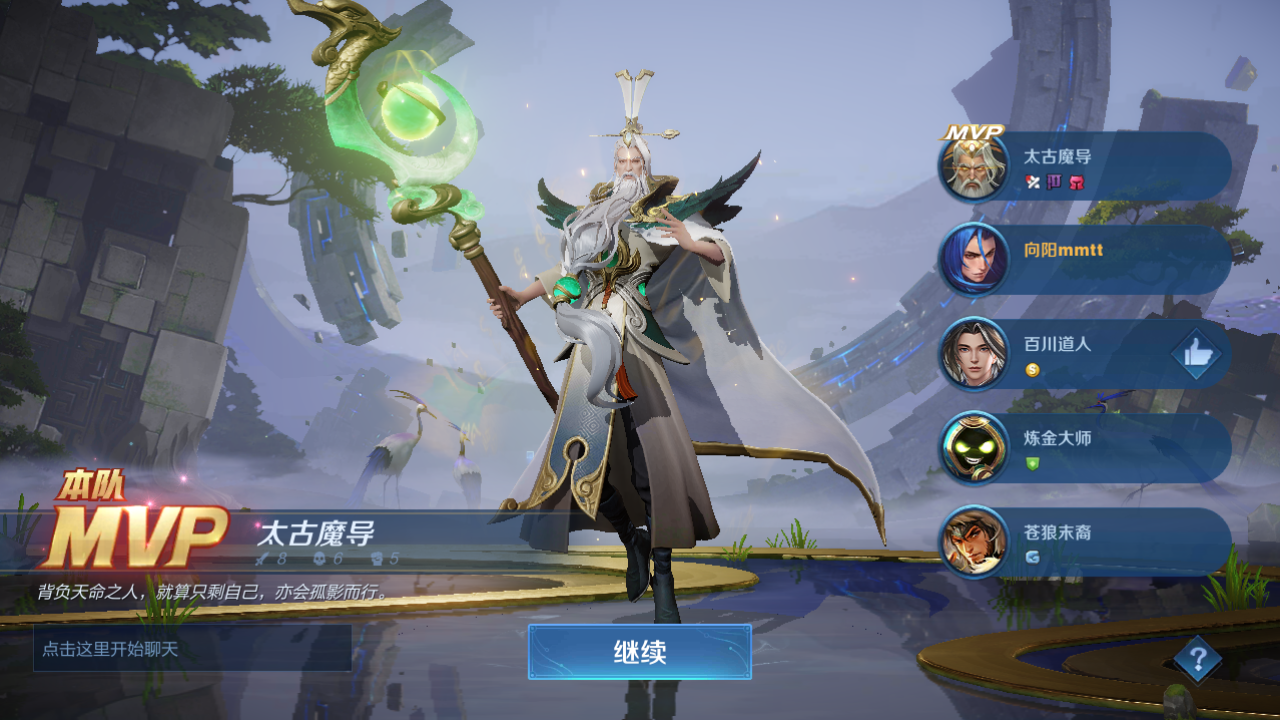 MVP
太古魔导
向阳mmtt
百川道人
炼金大师
苍狼末裔
本队
MVP
太古魔导
8 6 5
背负天命之人，就算只剩自己，亦会孤影而行。
点击这里开始聊天
继续
?